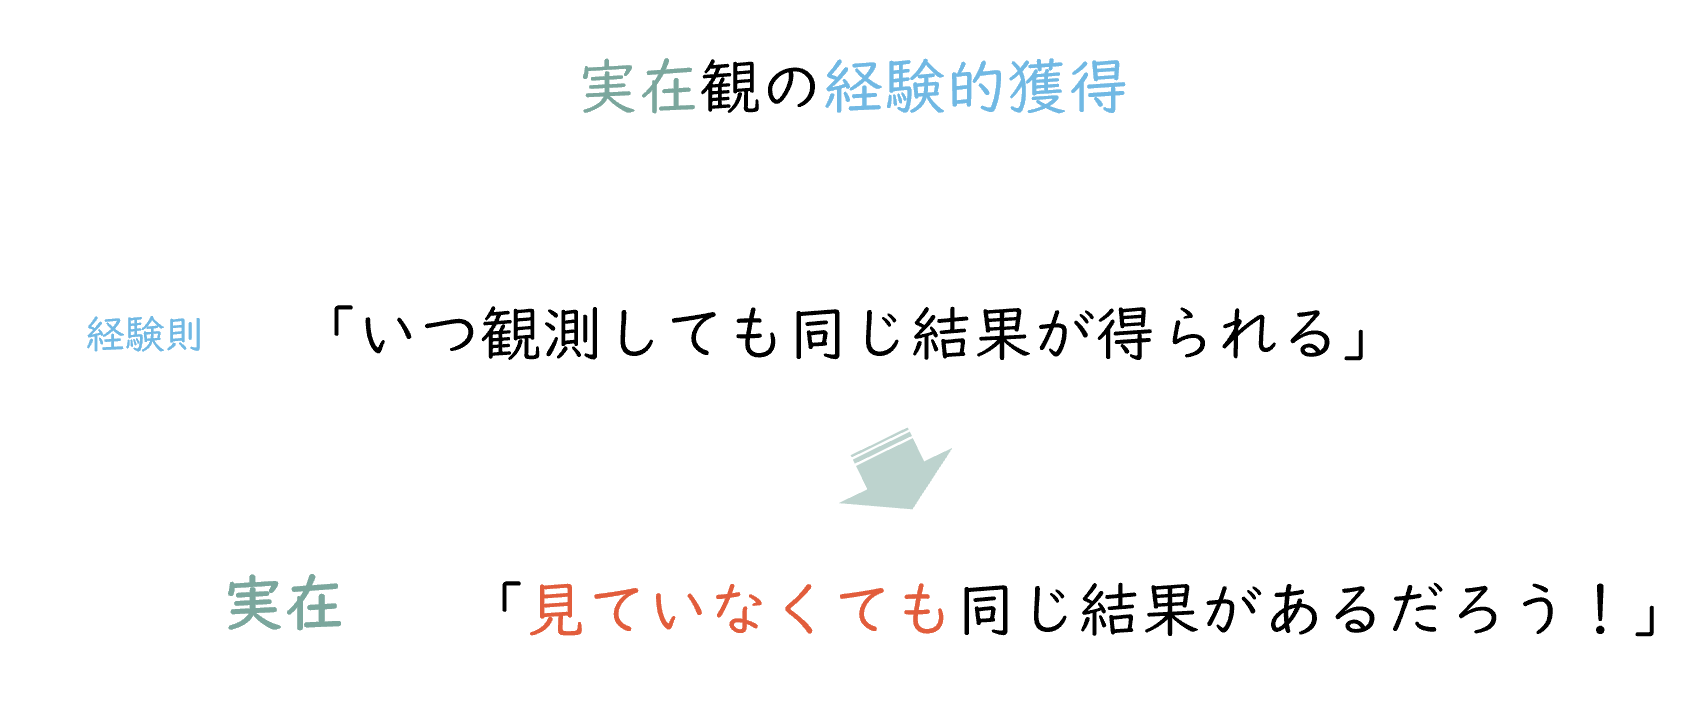 実在観の経験的獲得
経験則 「いつ観測しても同じ結果が得られる」
実在 「見ていなくても同じ結果があるだろう！」